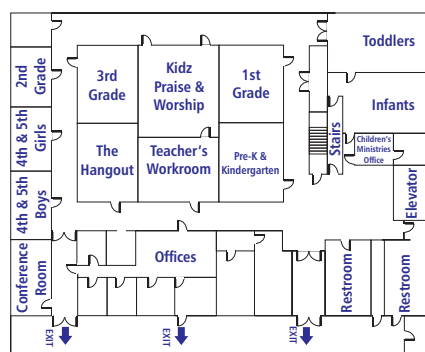 Toddlers
Kidz
Praise &
Worship
3rd
Grade
1st
Grade
2nd
Grade
Infants
4th & 5th
Girls
Stairs
Children's
Ministries
Office
The
Hangout
Teacher's
Workroom
Pre-K &
Kindergarten
4th & 5th
Boys
Elevator
Conference
Room
Offices
Restroom
Restroom
EXIT
EXIT
EXIT